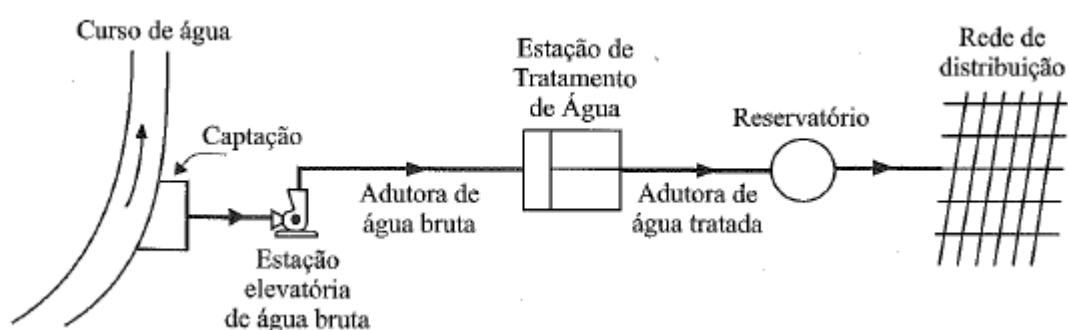 Curso de água
Captação
Estação
elevatória
de água bruta
Adutora de
água bruta
Estação de
Tratamento
de Água
Adutora de
água tratada
Reservatório
Rede de
distribuição